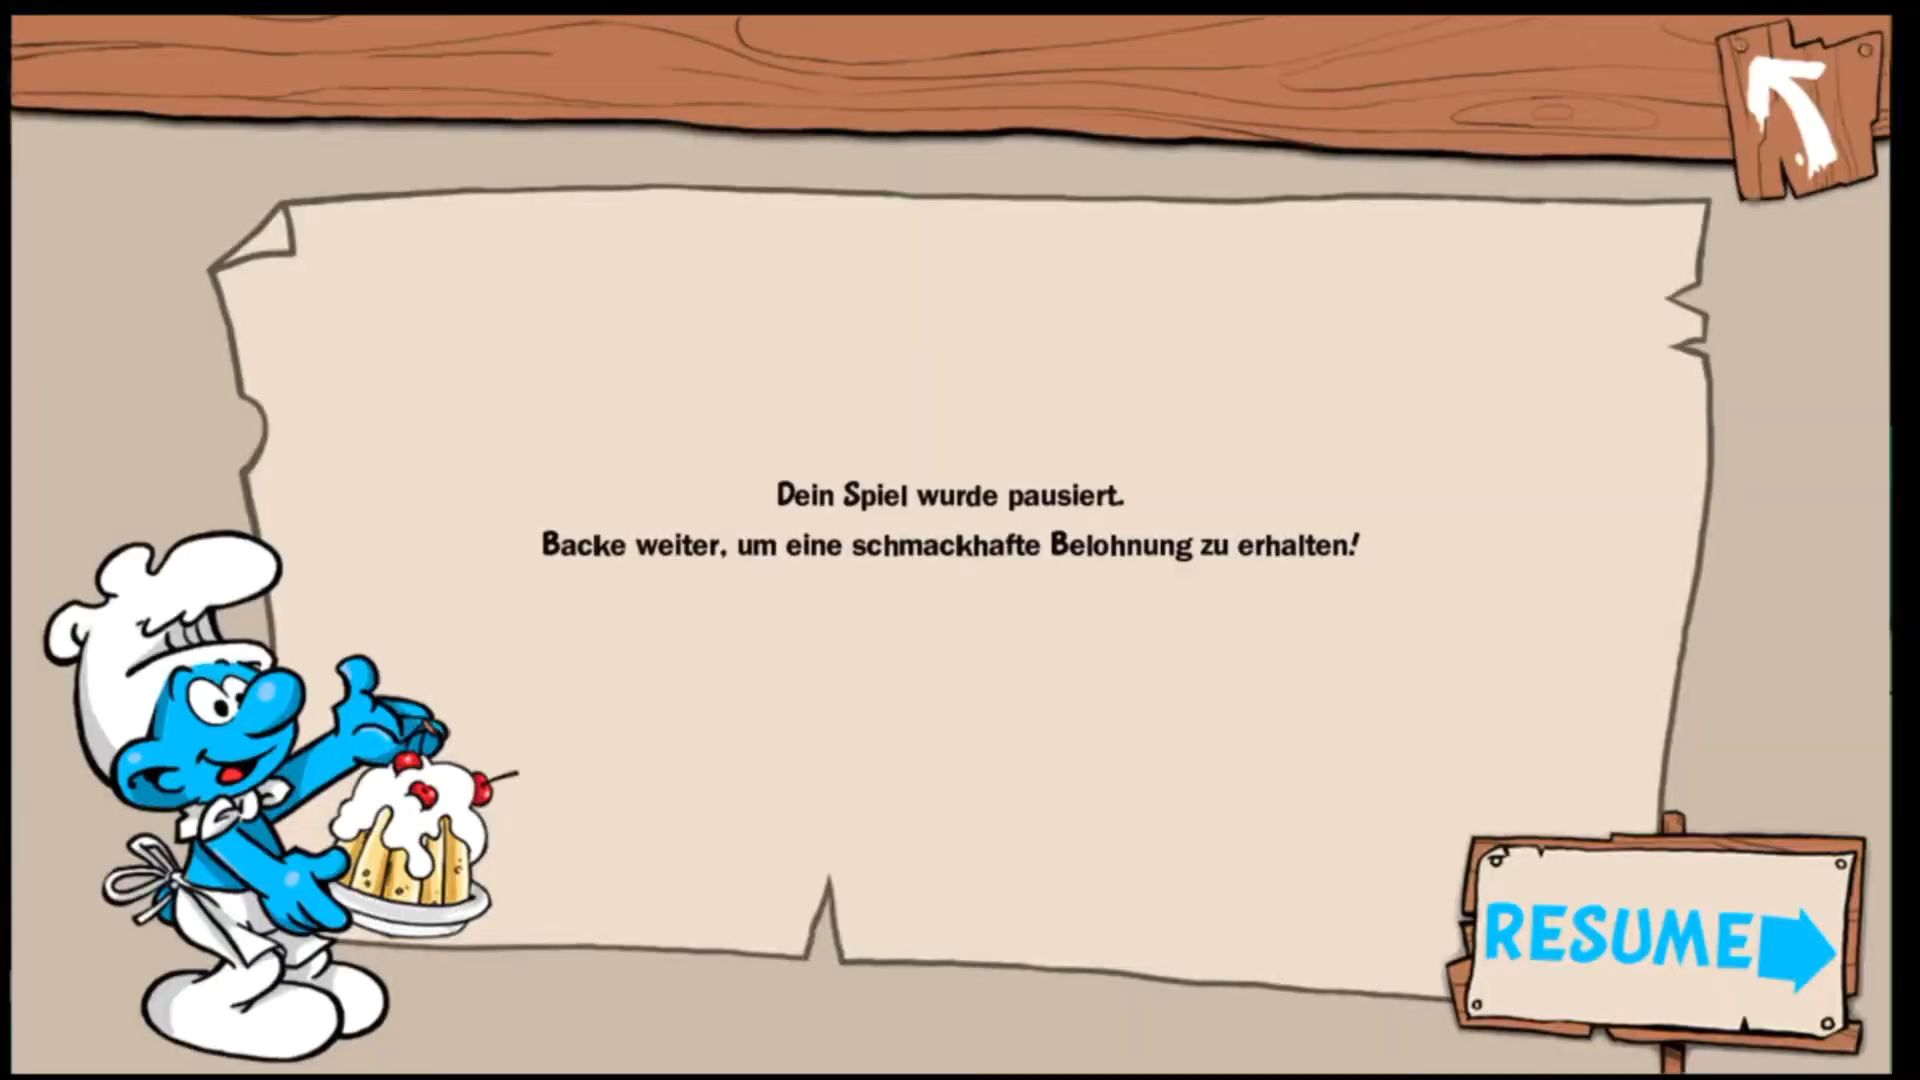 Dein Spiel wurde pausiert.
Backe weiter, um eine schmackhafte Belohnung zu erhalten!
RESUME